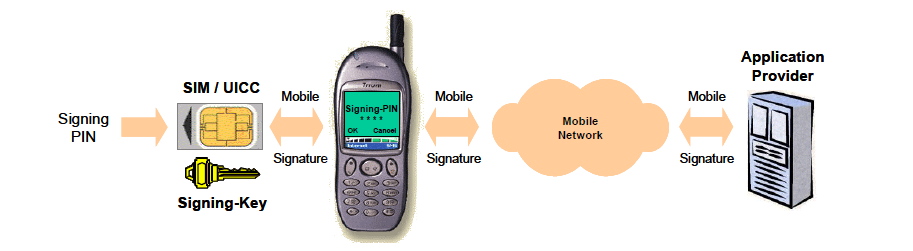 Signing
PIN
SIM / UICC
Signing-Key
Mobile
Signature
Trium
Signing-PIN
* * * *
OK Cancel
Mobile
Signature
Mobile
Network
Mobile
Signature
Application
Provider